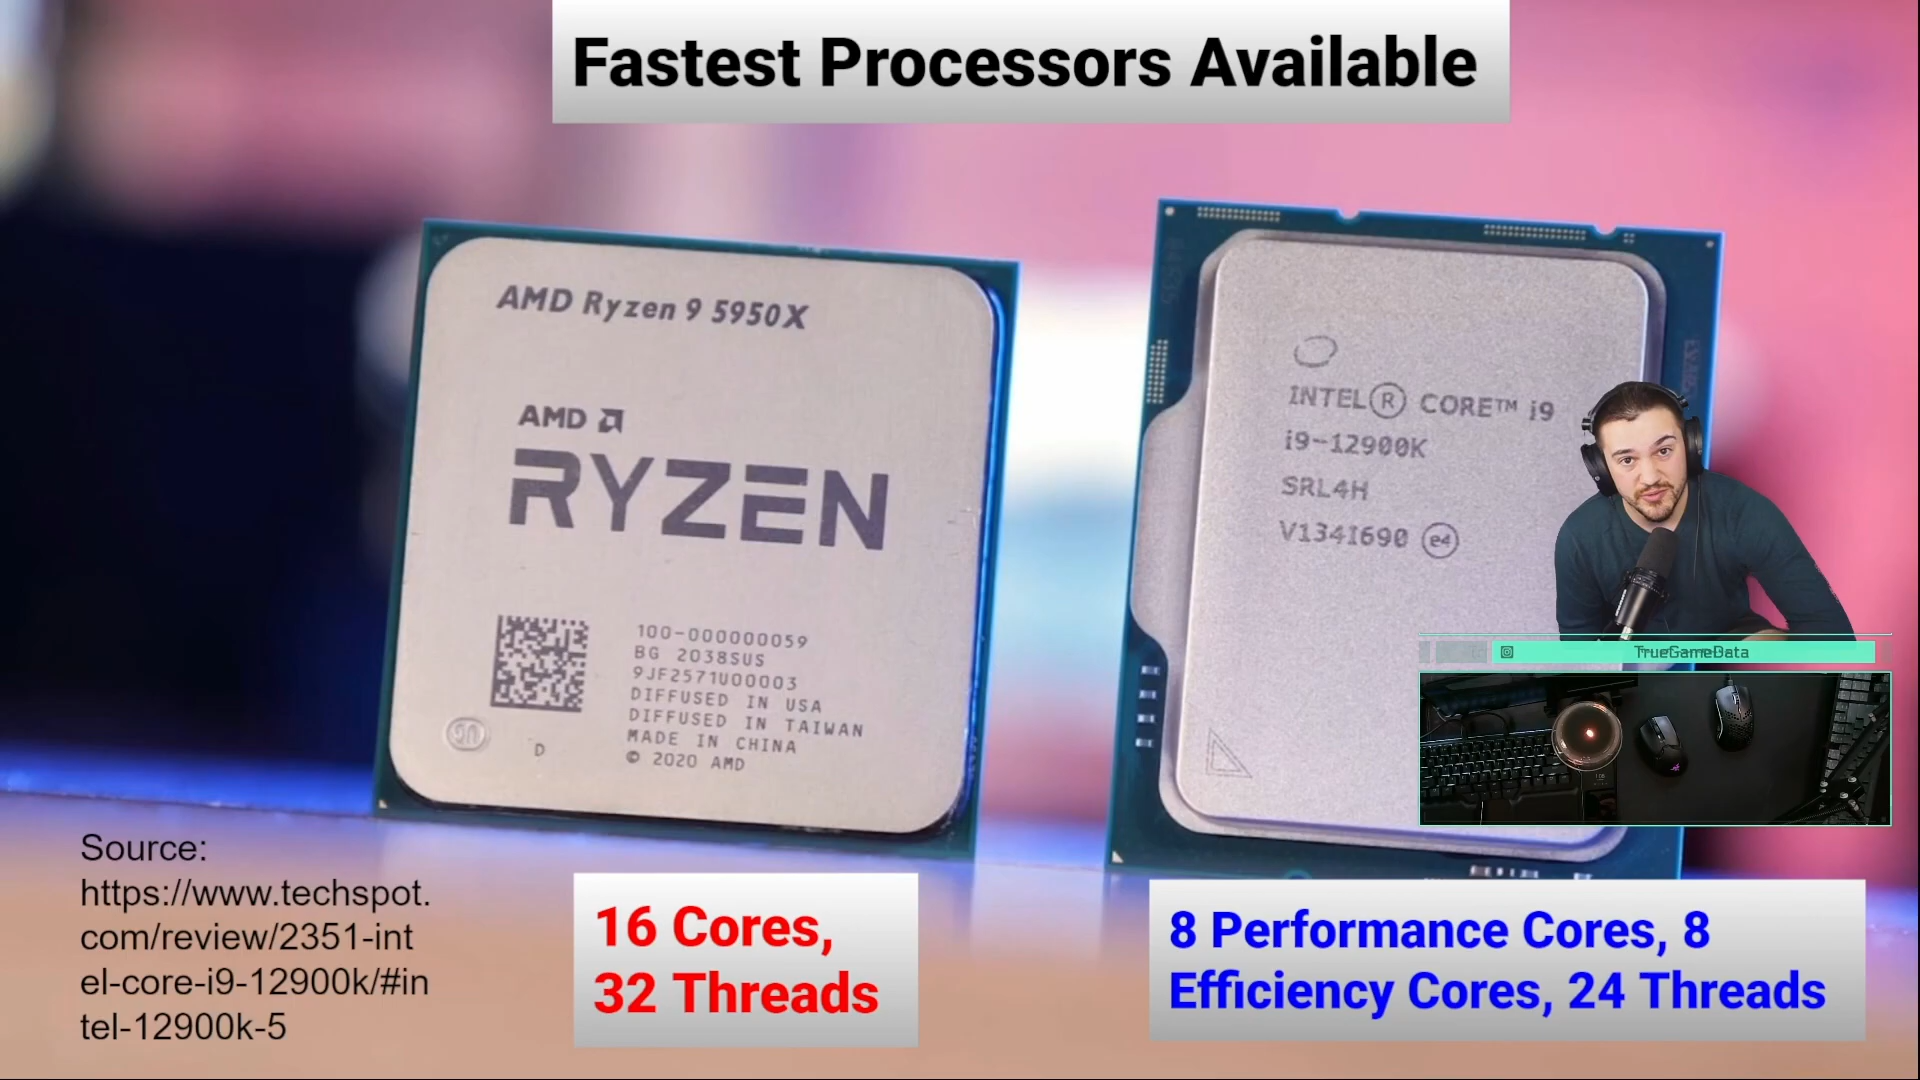 Fastest Processors Available
AMD Ryzen 9 5950X
AMD
RYZEN
100-000000059
BG 2038SUS
9JF2571U00003
DIFFUSED IN USA
DIFFUSED IN TAIWAN
MADE IN CHINA
© 2020 AMD
D
INTEL® CORE™ i9
i9-12900K
SRL4H
V134I690 e4
TrueGameData
Source:
https://www.techspot.
com/review/2351-int
el-core-i9-12900k/#in
tel-12900k-5
16 Cores,
32 Threads
8 Performance Cores, 8
Efficiency Cores, 24 Threads